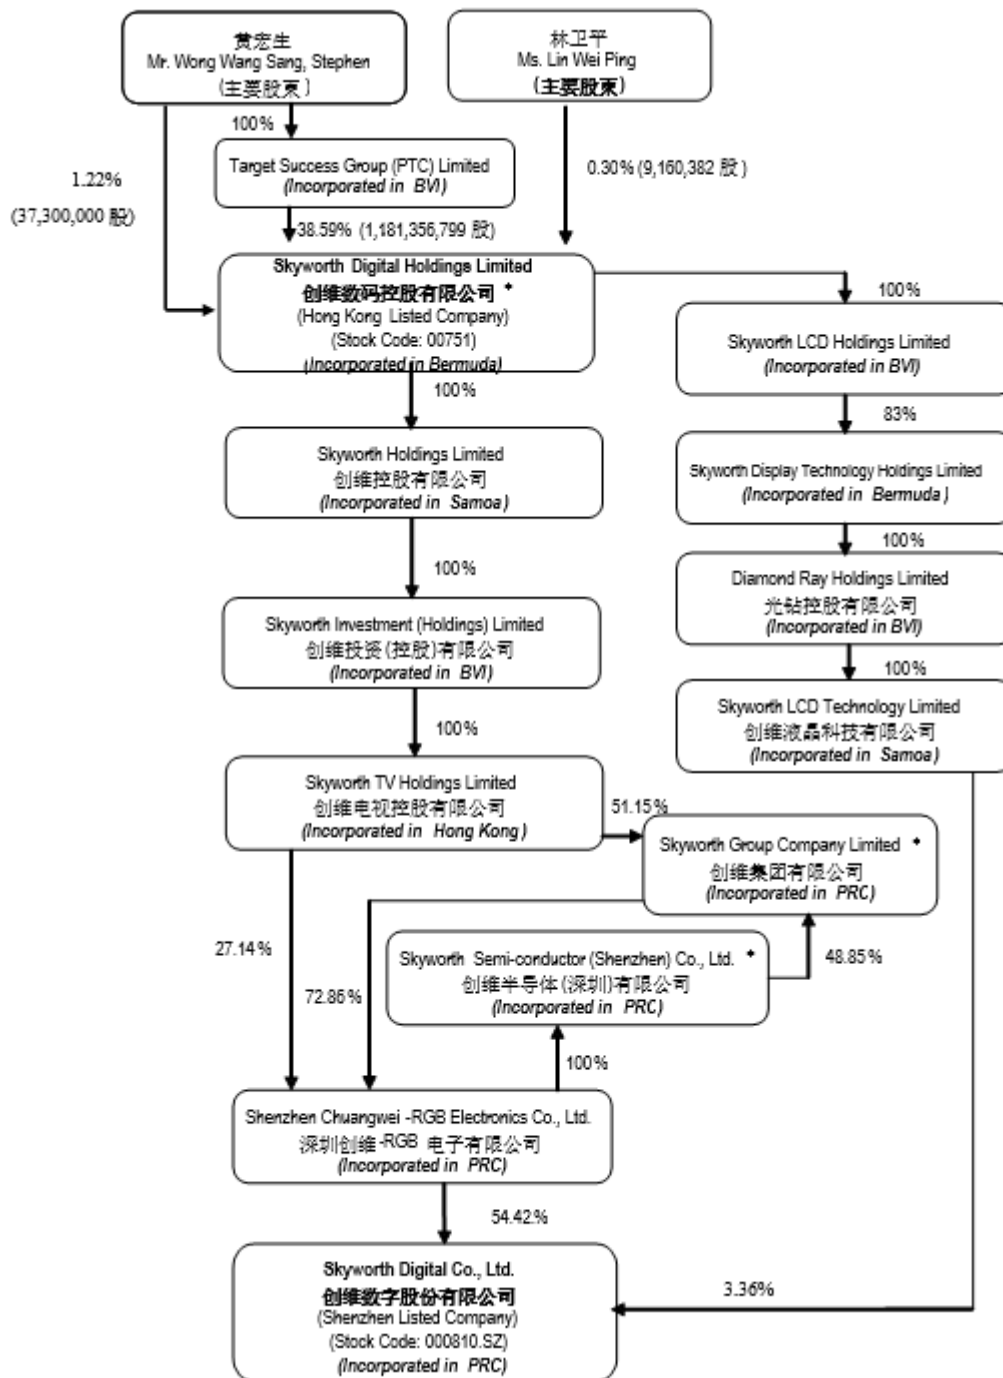 黄宏生
Mr. Wong Wang Sang, Stephen
(主要股東)
林卫平
Ms. Lin Wei Ping
(主要股東)
100%
Target Success Group (PTC) Limited
(Incorporated in BVI)
1.22%
(37,300,000 股)
0.30% (9,160,382 股)
38.59% (1,181,356,799 股)
Skyworth Digital Holdings Limited
创维数码控股有限公司 *
(Hong Kong Listed Company)
(Stock Code: 00751)
(Incorporated in Bermuda)
100%
Skyworth LCD Holdings Limited
(Incorporated in BVI)
100%
83%
Skyworth Holdings Limited
创维控股有限公司
(Incorporated in Samoa)
Skyworth Display Technology Holdings Limited
(Incorporated in Bermuda)
100%
100%
Diamond Ray Holdings Limited
光钻控股有限公司
(Incorporated in BVI)
Skyworth Investment (Holdings) Limited
创维投资(控股)有限公司
(Incorporated in BVI)
100%
Skyworth LCD Technology Limited
创维液晶科技有限公司
(Incorporated in Samoa)
100%
Skyworth TV Holdings Limited
创维电视控股有限公司
(Incorporated in Hong Kong)
51.15%
Skyworth Group Company Limited *
创维集团有限公司
(Incorporated in PRC)
27.14%
72.86%
Skyworth Semi-conductor (Shenzhen) Co., Ltd. *
创维半导体(深圳)有限公司
(Incorporated in PRC)
48.85%
100%
Shenzhen Chuangwei -RGB Electronics Co., Ltd.
深圳创维-RGB 电子有限公司
(Incorporated in PRC)
54.42%
Skyworth Digital Co., Ltd.
创维数字股份有限公司
(Shenzhen Listed Company)
(Stock Code: 000810.SZ)
(Incorporated in PRC)
3.36%